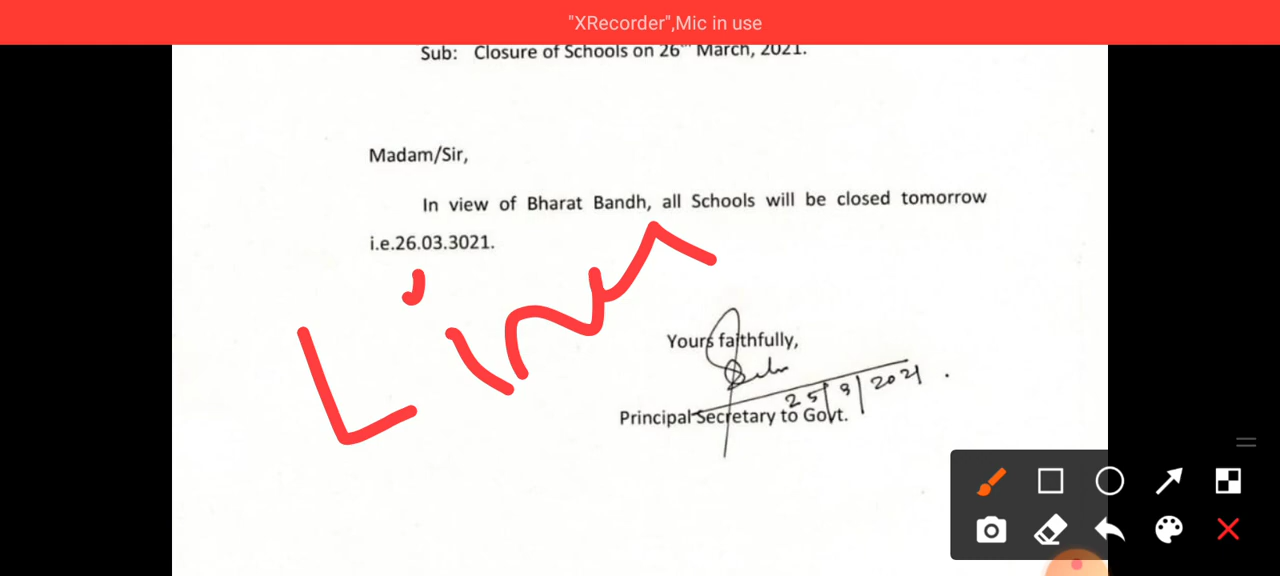 "XRecorder",Mic in use
Sub: Closure of Schools on 26th March, 2021.
Madam/Sir,
In view of Bharat Bandh, all Schools will be closed tomorrow
i.e.26.03.3021.
Yours faithfully,
25/3/2021
Principal Secretary to Govt.